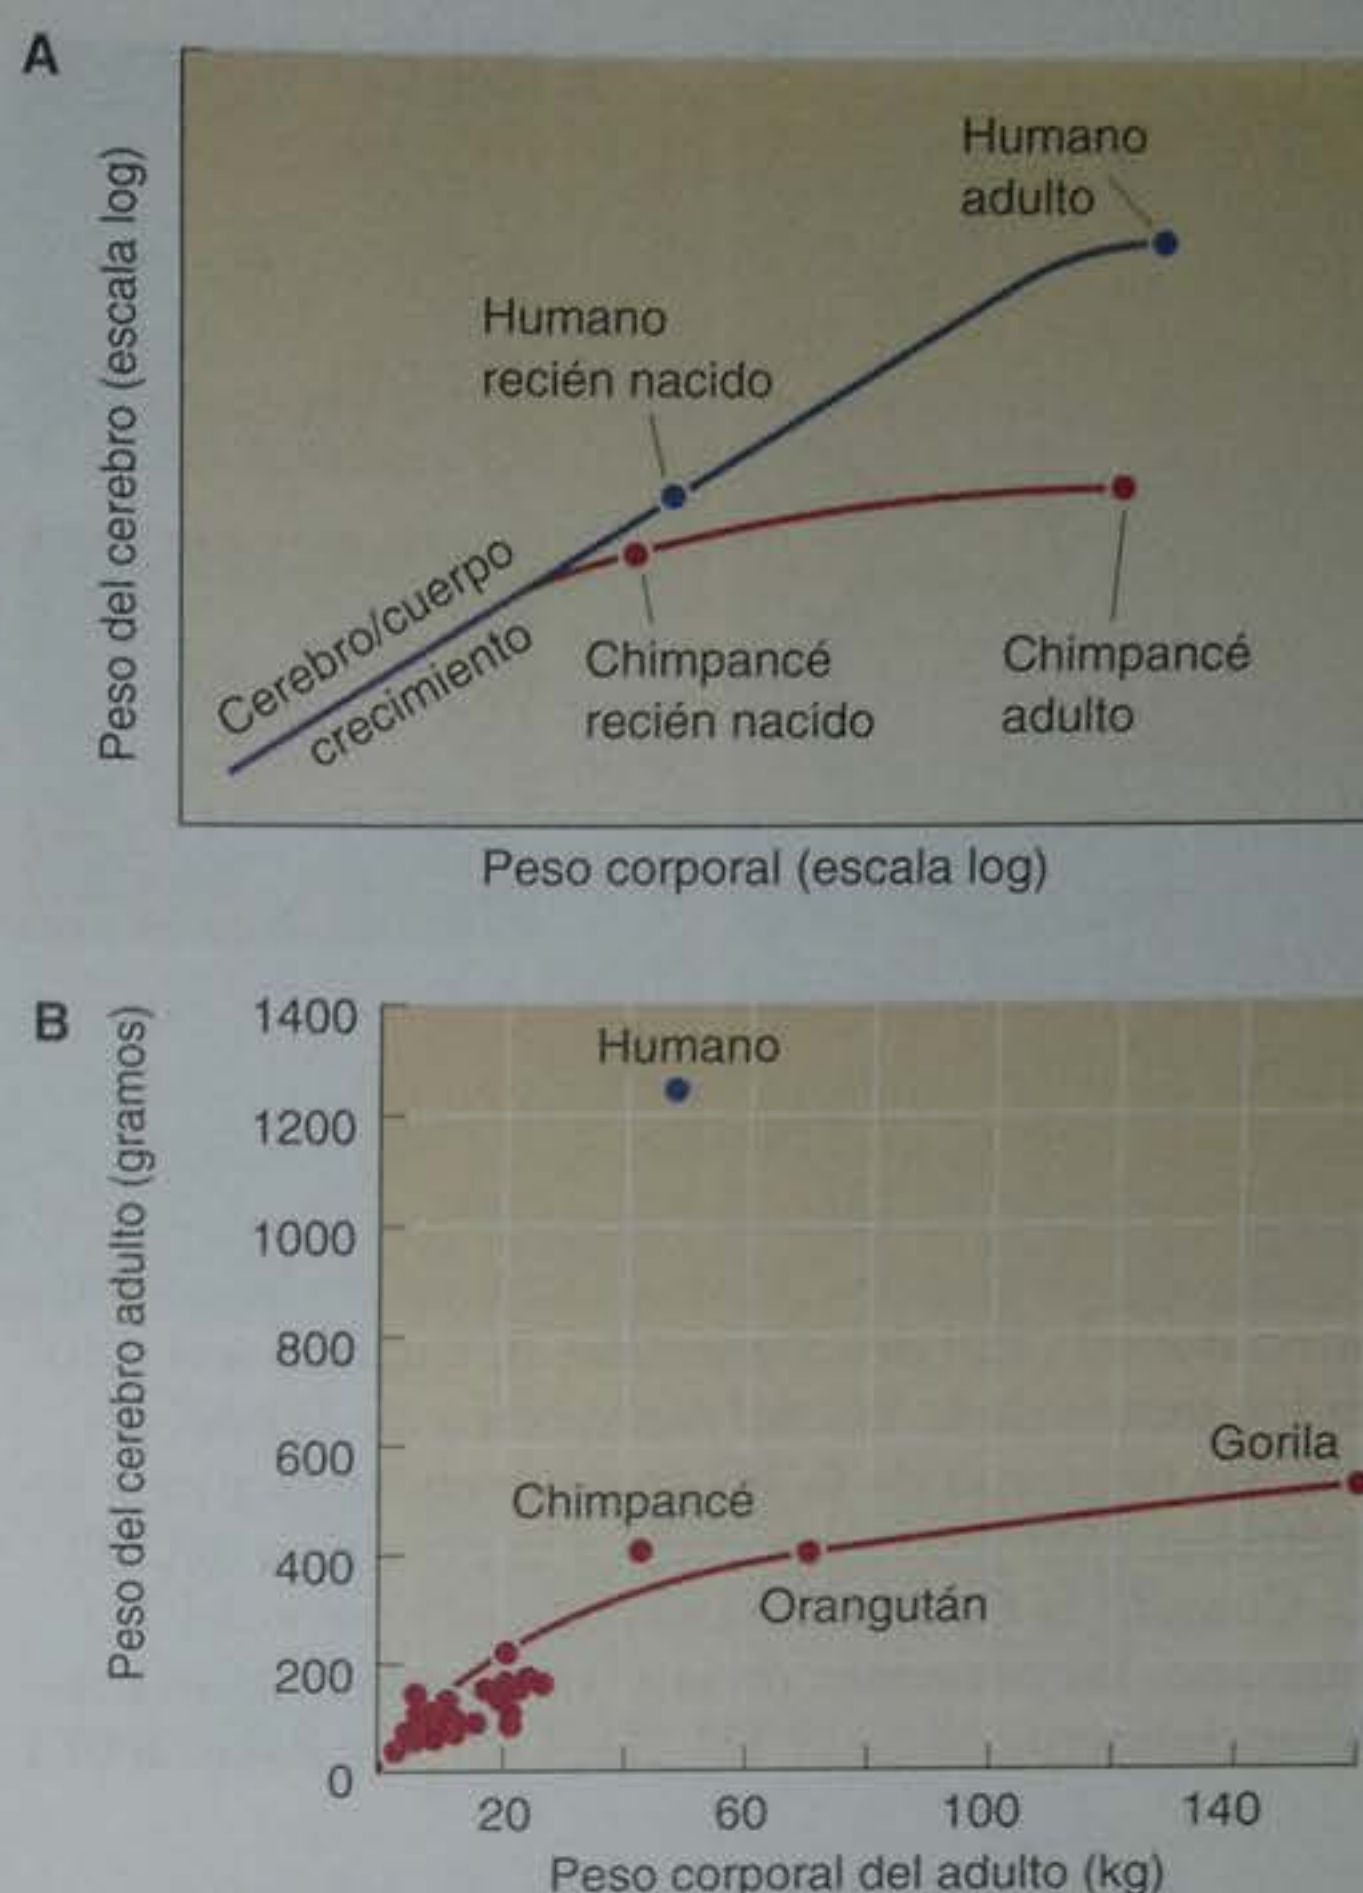 A
Peso del cerebro (escala log)
Humano
adulto
Humano
recién nacido
Cerebro/cuerpo
crecimiento
Chimpancé
recién nacido
Chimpancé
adulto
Peso corporal (escala log)
B
Peso del cerebro adulto (gramos)
1400
1200
1000
800
600
400
200
0
Humano
Gorila
Chimpancé
Orangután
20
60
100
140
Peso corporal del adulto (kg)